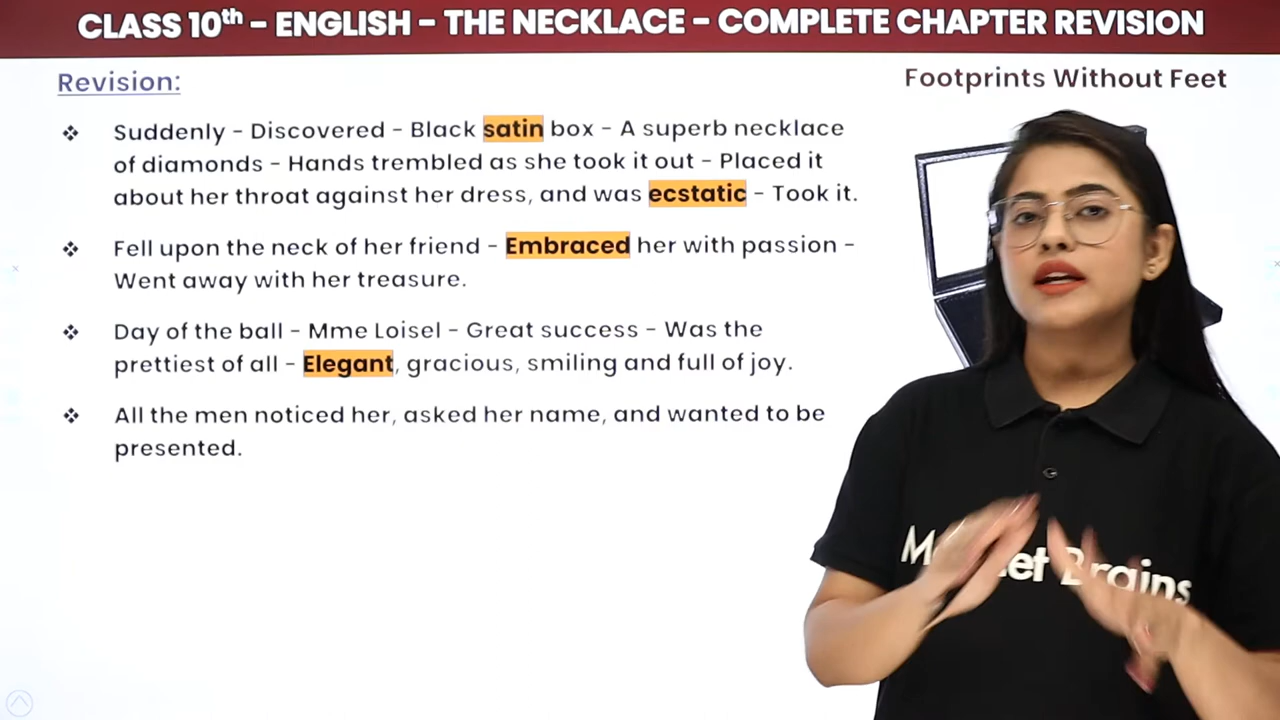 CLASS 10th – ENGLISH – THE NECKLACE – COMPLETE CHAPTER REVISION
Revision:
Footprints Without Feet
❖ Suddenly – Discovered – Black satin box – A superb necklace
of diamonds – Hands trembled as she took it out – Placed it
about her throat against her dress, and was ecstatic – Took it.
❖ Fell upon the neck of her friend – Embraced her with passion –
Went away with her treasure.
❖ Day of the ball – Mme Loisel – Great success – Was the
prettiest of all – Elegant, gracious, smiling and full of joy.
❖ All the men noticed her, asked her name, and wanted to be
presented.
Brains